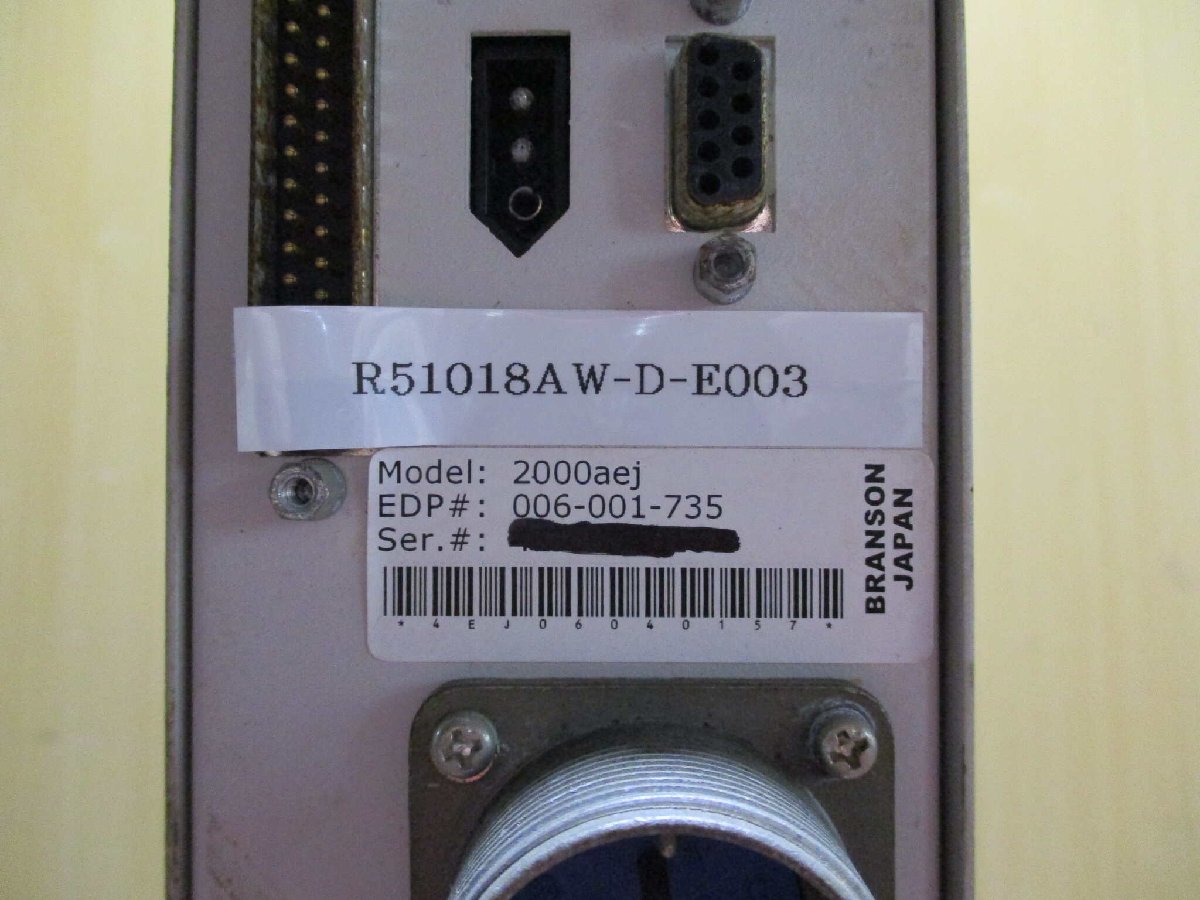 R51018AW-D-E003
Model: 2000aej
EDP#: 006-001-735
Ser.#:
*4EJ06040157*
BRANSON
JAPAN